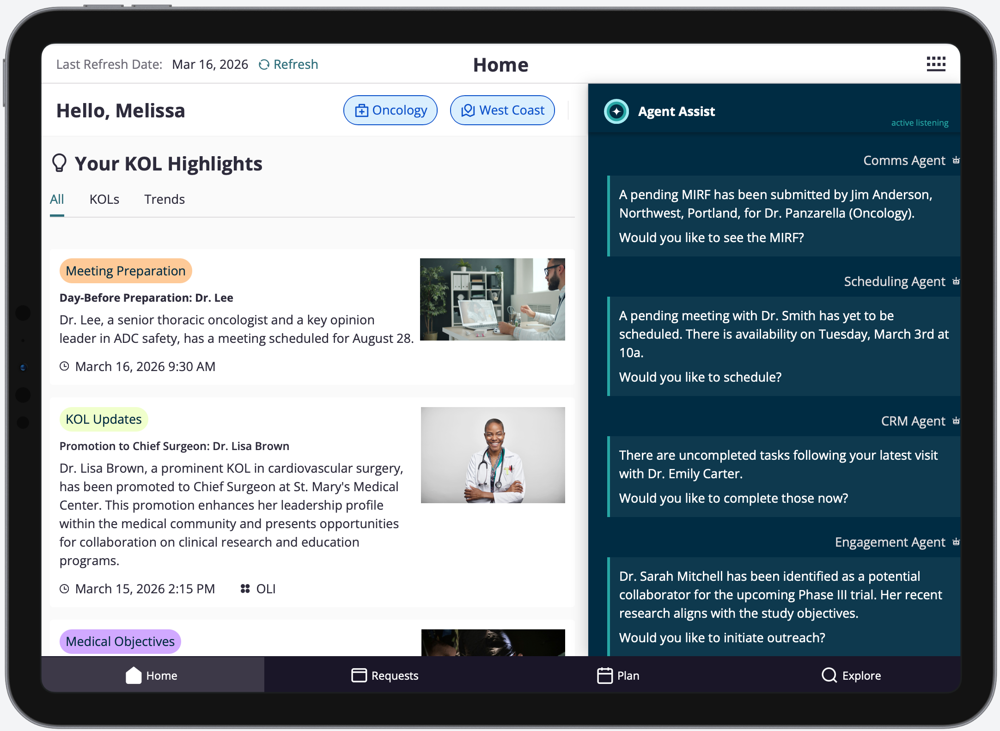 Last Refresh Date: Mar 16, 2026 Refresh
Home
Hello, Melissa
Oncology
West Coast
Your KOL Highlights
All
KOLs
Trends
Meeting Preparation
Day-Before Preparation: Dr. Lee
Dr. Lee, a senior thoracic oncologist and a key opinion
leader in ADC safety, has a meeting scheduled for August 28.
March 16, 2026 9:30 AM
KOL Updates
Promotion to Chief Surgeon: Dr. Lisa Brown
Dr. Lisa Brown, a prominent KOL in cardiovascular surgery,
has been promoted to Chief Surgeon at St. Mary's Medical
Center. This promotion enhances her leadership profile
within the medical community and presents opportunities
for collaboration on clinical research and education
programs.
March 15, 2026 2:15 PM
OLI
Medical Objectives
Agent Assist
active listening
Comms Agent
A pending MIRF has been submitted by Jim Anderson,
Northwest, Portland, for Dr. Panzarella (Oncology).
Would you like to see the MIRF?
Scheduling Agent
A pending meeting with Dr. Smith has yet to be
scheduled. There is availability on Tuesday, March 3rd at
10a.
Would you like to schedule?
CRM Agent
There are uncompleted tasks following your latest visit
with Dr. Emily Carter.
Would you like to complete those now?
Engagement Agent
Dr. Sarah Mitchell has been identified as a potential
collaborator for the upcoming Phase III trial. Her recent
research aligns with the study objectives.
Would you like to initiate outreach?
Home
Requests
Plan
Explore